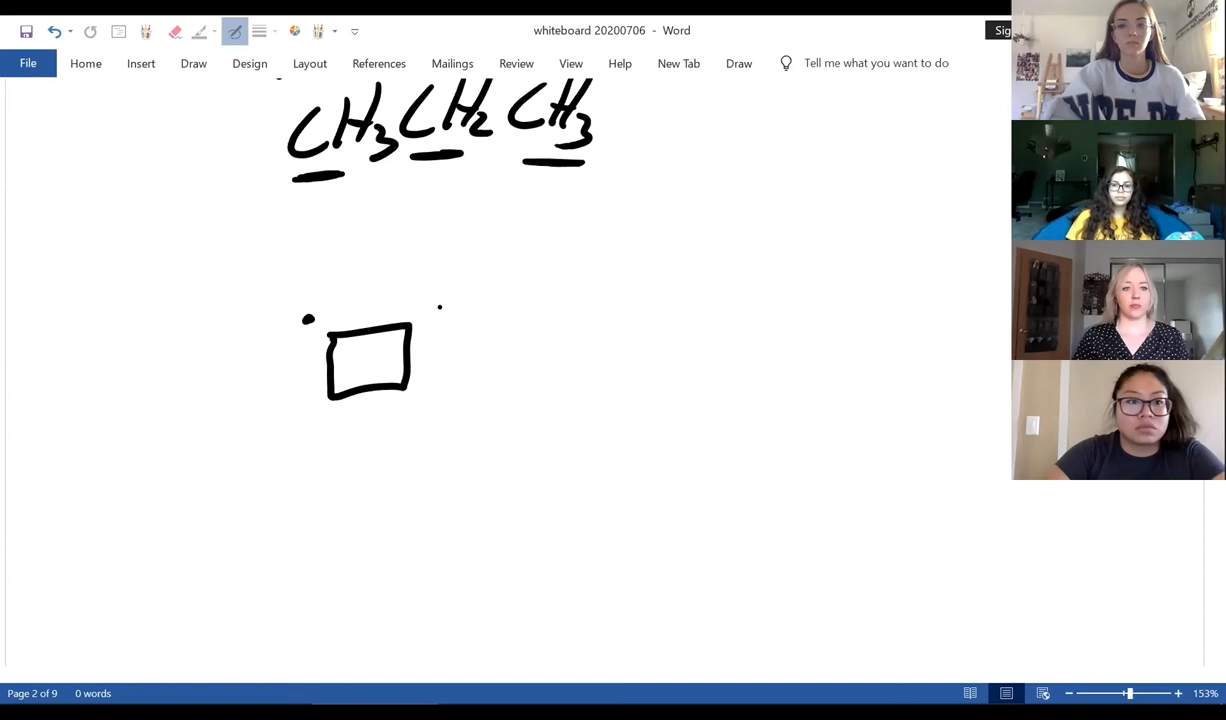 whiteboard 20200706 - Word
Sig
File Home Insert Draw Design Layout References Mailings Review View Help New Tab Draw Tell me what you want to do
CH3CH2CH3
Page 2 of 9 0 words
153%